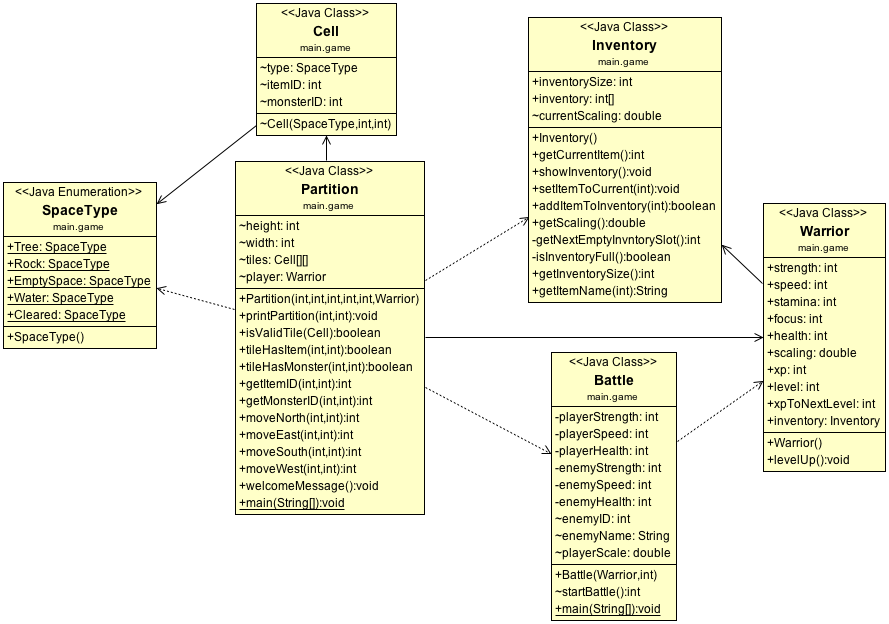 <<Java Class>>
Cell
main.game
~type: SpaceType
~itemID: int
~monsterID: int
~Cell(SpaceType,int,int)
<<Java Class>>
Inventory
main.game
+inventorySize: int
+inventory: int[]
~currentScaling: double
+Inventory()
+getCurrentItem():int
+showInventory():void
+setItemToCurrent(int):void
+addItemToInventory(int):boolean
+getScaling():double
-getNextEmptyInvntorySlot():int
-isInventoryFull():boolean
+getInventorySize():int
+getItemName(int):String
<<Java Enumeration>>
SpaceType
main.game
+Tree: SpaceType
+Rock: SpaceType
+EmptySpace: SpaceType
+Water: SpaceType
+Cleared: SpaceType
+SpaceType()
<<Java Class>>
Partition
main.game
~height: int
~width: int
~tiles: Cell[][]
~player: Warrior
+Partition(int,int,int,int,int,Warrior)
+printPartition(int,int):void
+isValidTile(Cell):boolean
+tileHasItem(int,int):boolean
+tileHasMonster(int,int):boolean
+getItemID(int,int):int
+getMonsterID(int,int):int
+moveNorth(int,int):int
+moveEast(int,int):int
+moveSouth(int,int):int
+moveWest(int,int):int
+welcomeMessage():void
+main(String[]):void
<<Java Class>>
Warrior
main.game
+strength: int
+speed: int
+stamina: int
+focus: int
+health: int
+scaling: double
+xp: int
+level: int
+xpToNextLevel: int
+inventory: Inventory
+Warrior()
+levelUp():void
<<Java Class>>
Battle
main.game
-playerStrength: int
-playerSpeed: int
-playerHealth: int
-enemyStrength: int
-enemySpeed: int
-enemyHealth: int
~enemyID: int
~enemyName: String
~playerScale: double
+Battle(Warrior,int)
~startBattle():int
+main(String[]):void